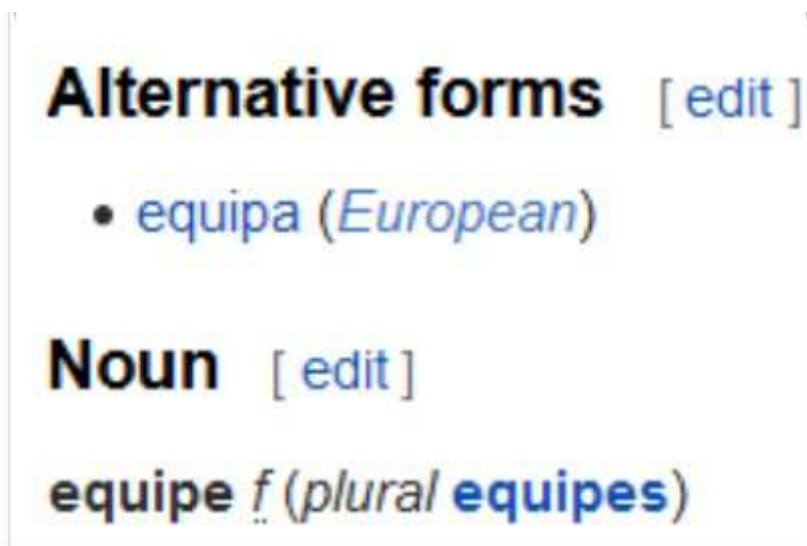 Alternative forms [ edit ]
• equipa (European)
Noun [ edit ]
equipe f (plural equipes)